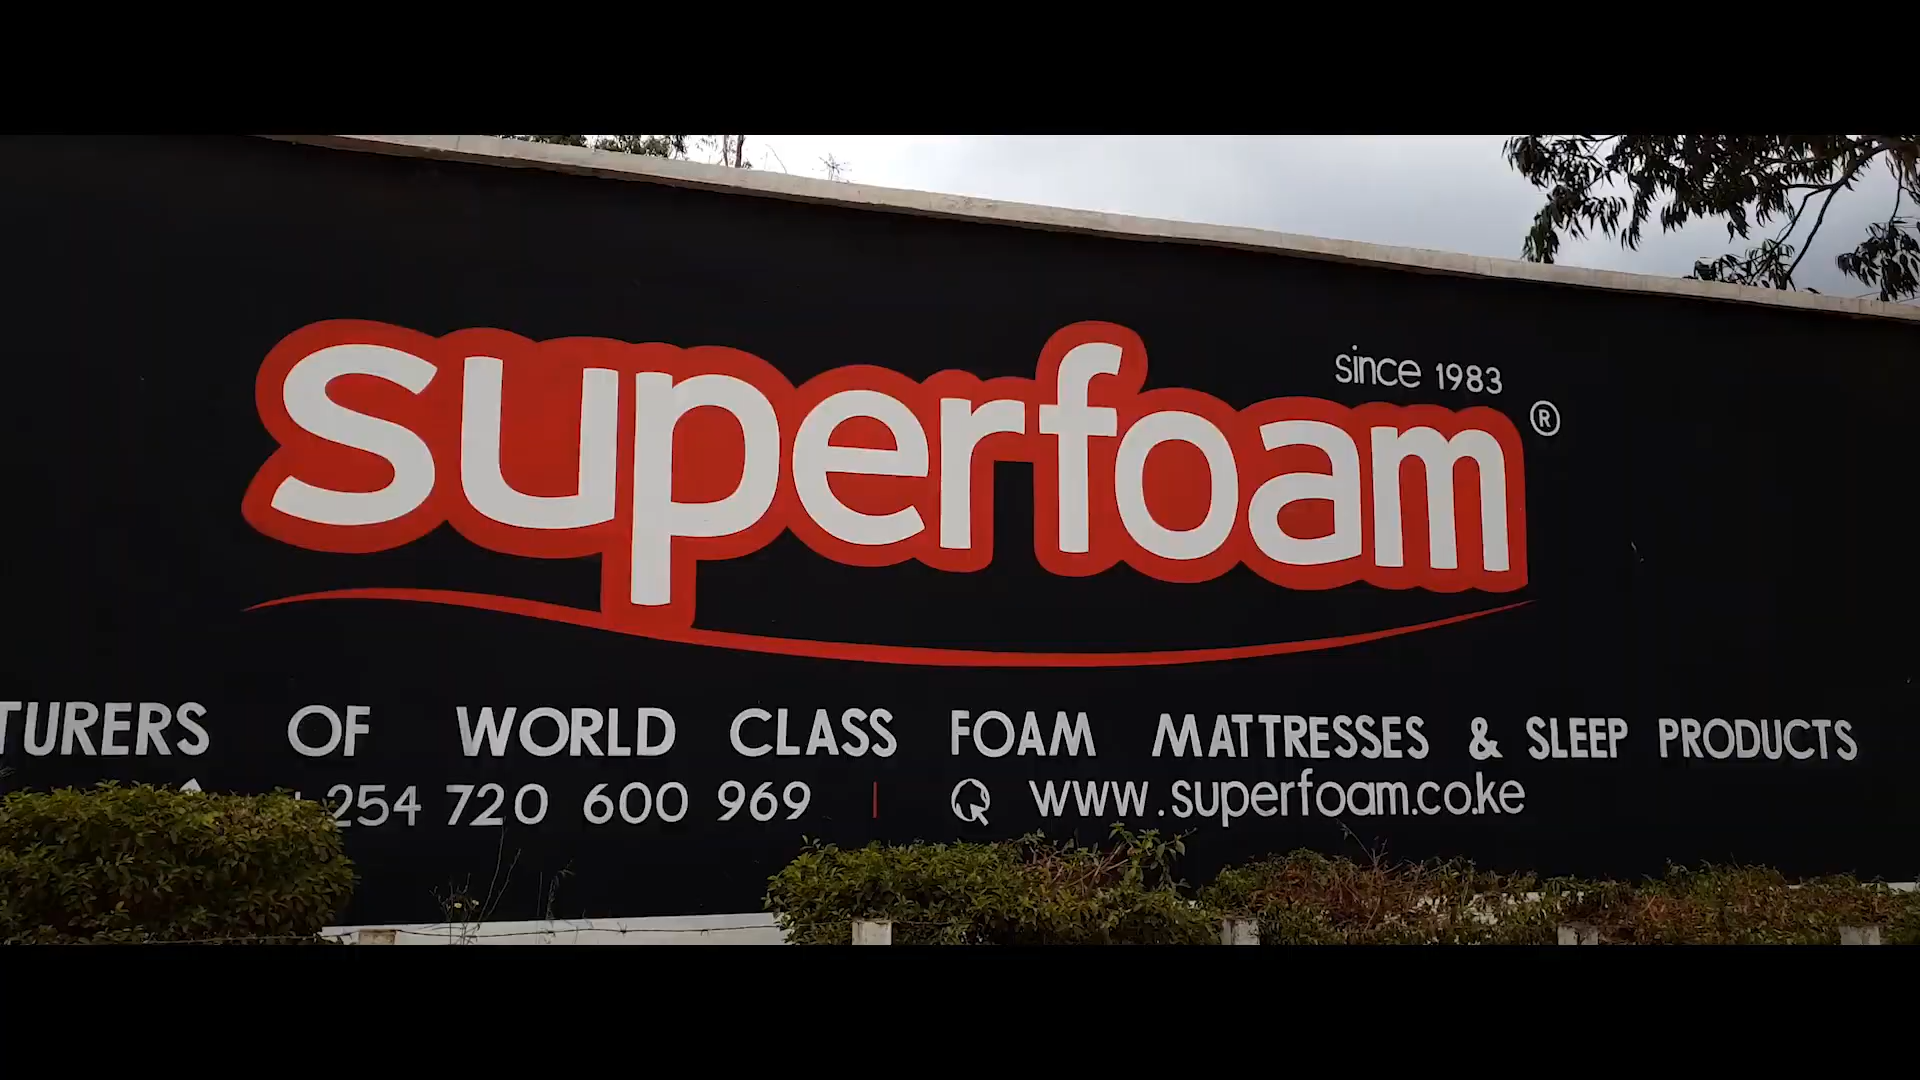 since 1983
superfoam ®
TURERS OF WORLD CLASS FOAM MATTRESSES & SLEEP PRODUCTS
+254 720 600 969 | www.superfoam.co.ke